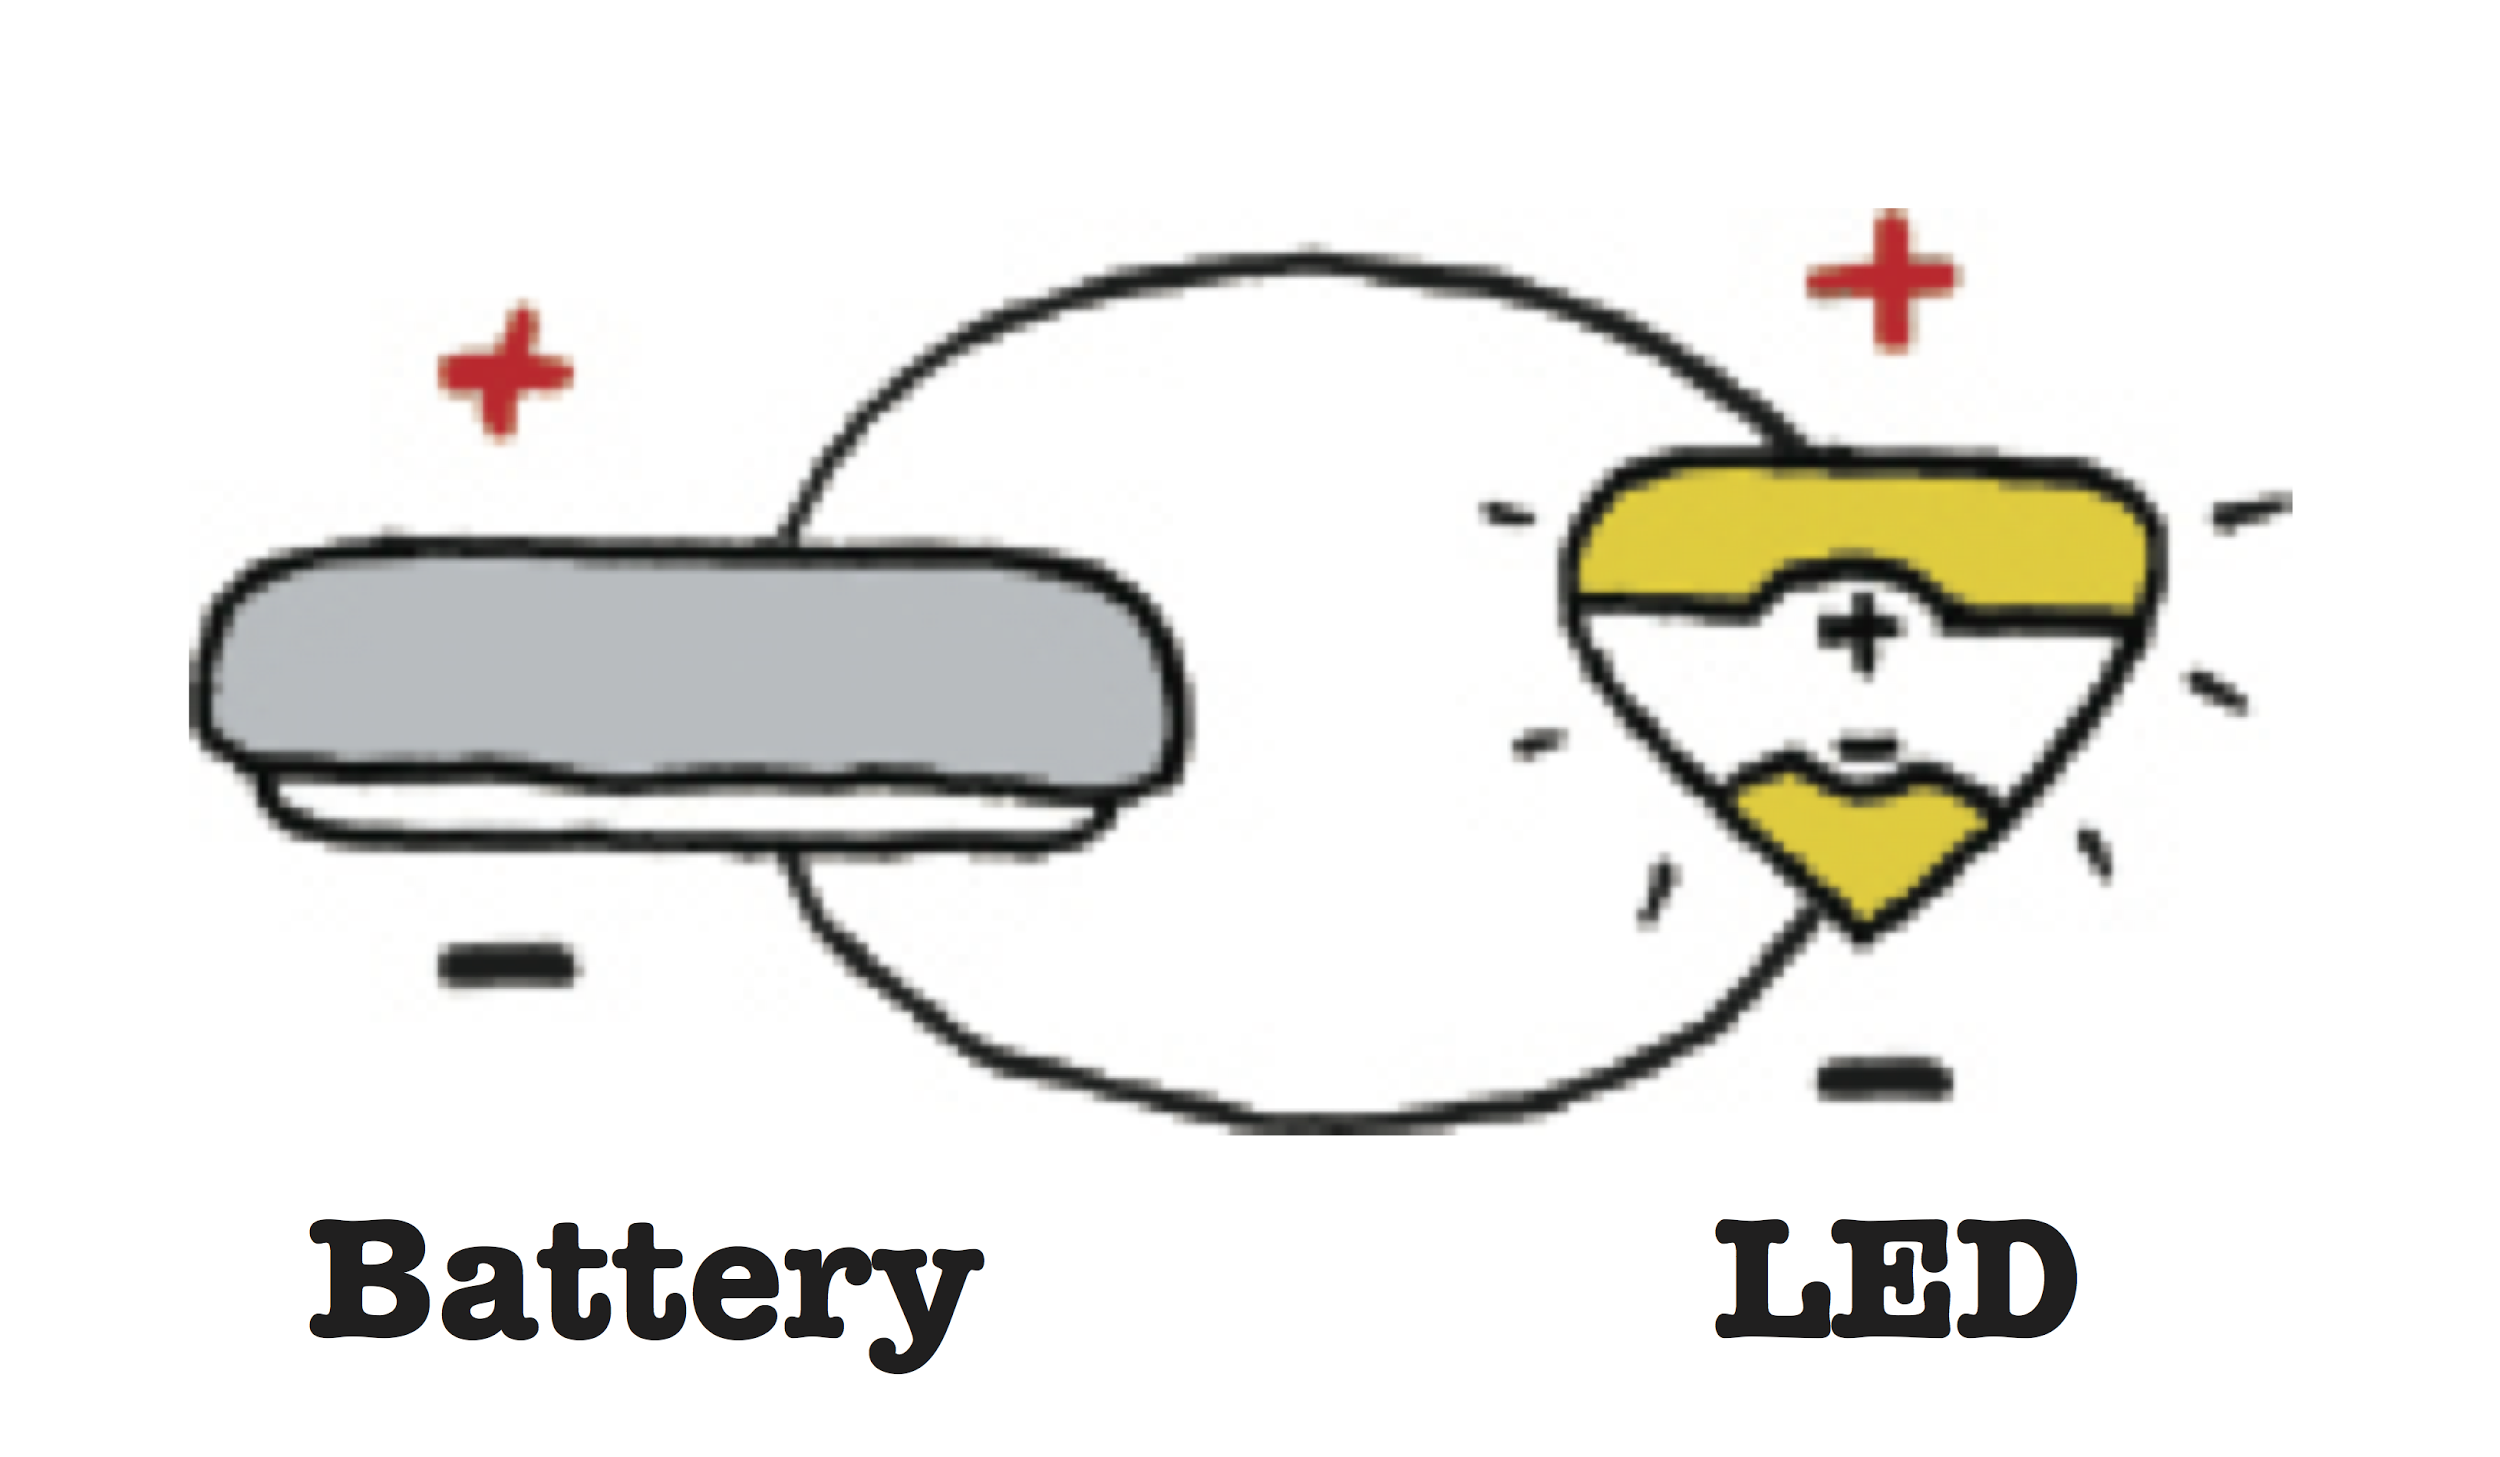 + +
+
-
- -
Battery LED